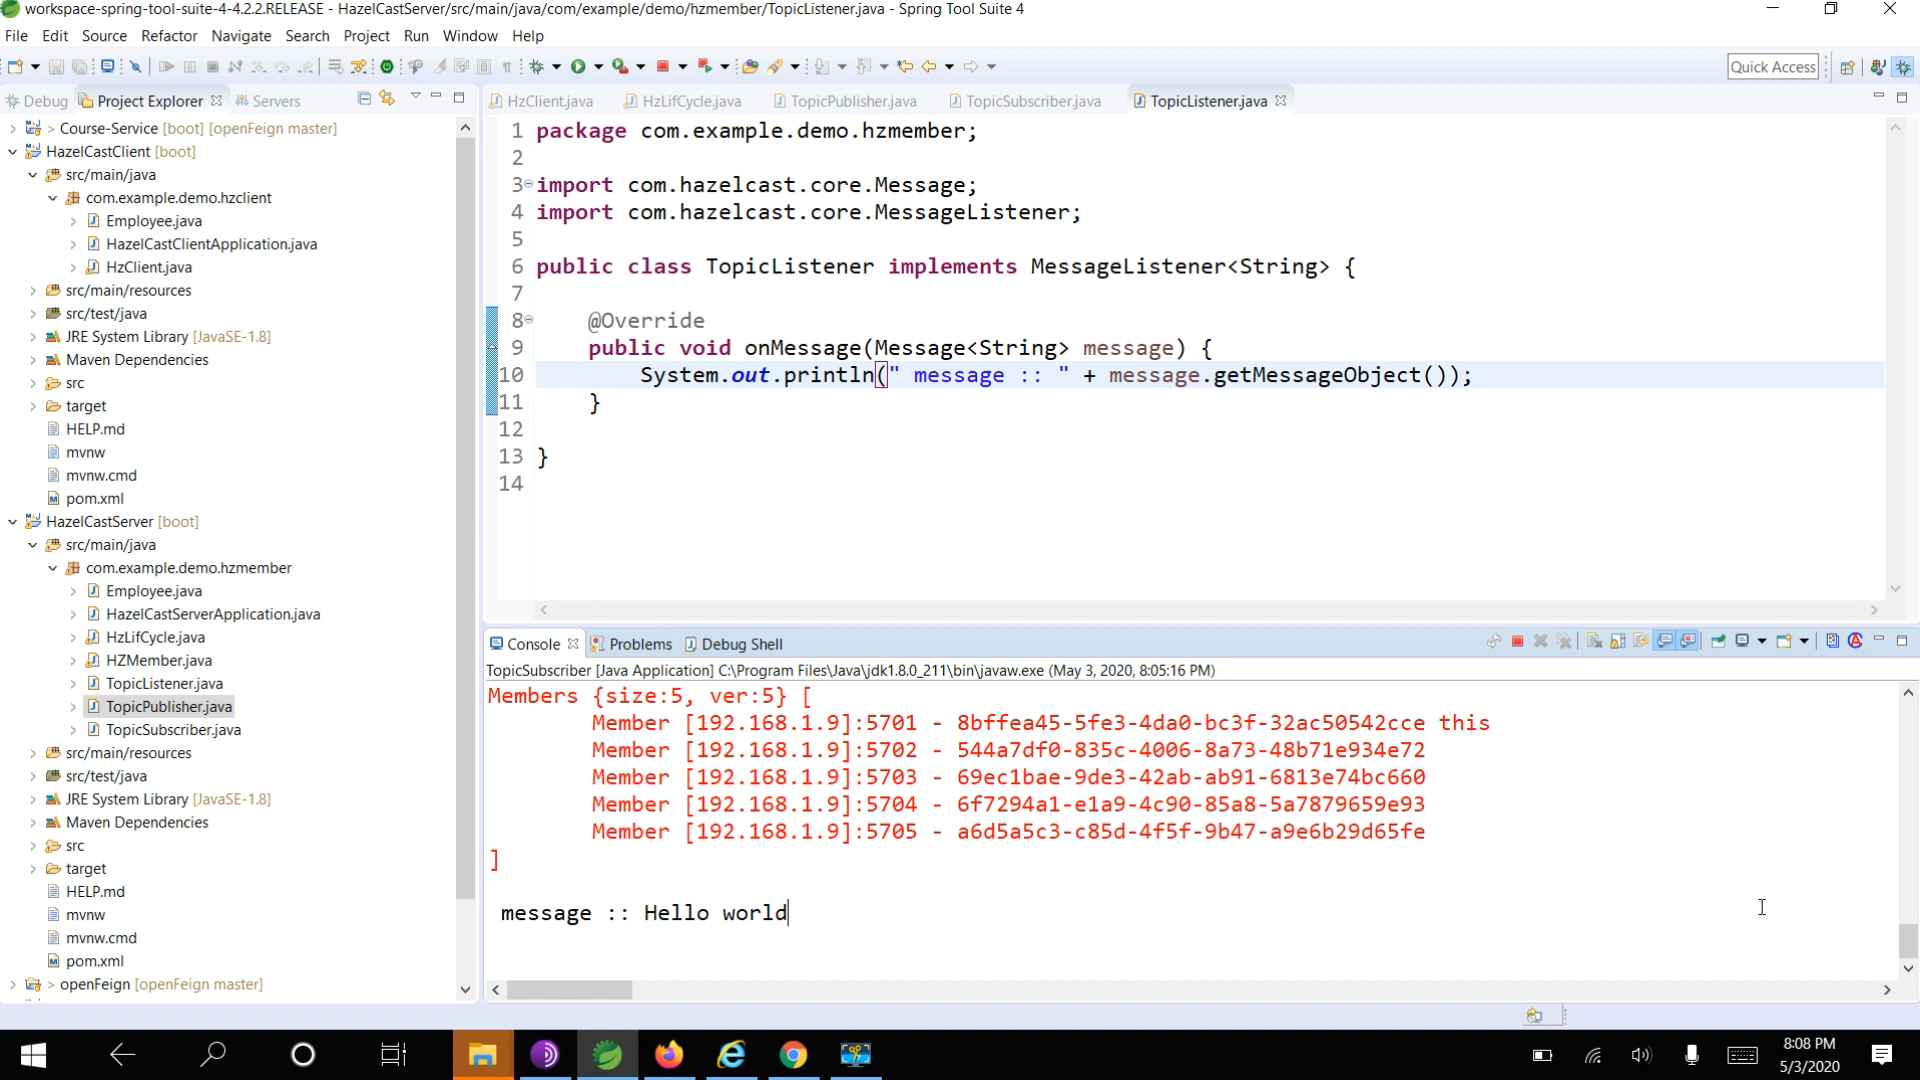 workspace-spring-tool-suite-4-4.2.2.RELEASE - HazelCastServer/src/main/java/com/example/demo/hzmember/TopicListener.java - Spring Tool Suite 4
File Edit Source Refactor Navigate Search Project Run Window Help
Quick Access
Debug Project Explorer Servers
HzClient.java HzLifCycle.java TopicPublisher.java TopicSubscriber.java TopicListener.java
> Course-Service [boot] [openFeign master]
HazelCastClient [boot]
src/main/java
com.example.demo.hzclient
Employee.java
HazelCastClientApplication.java
HzClient.java
src/main/resources
src/test/java
JRE System Library [JavaSE-1.8]
Maven Dependencies
src
target
HELP.md
mvnw
mvnw.cmd
pom.xml
HazelCastServer [boot]
src/main/java
com.example.demo.hzmember
Employee.java
HazelCastServerApplication.java
HzLifCycle.java
HZMember.java
TopicListener.java
TopicPublisher.java
TopicSubscriber.java
src/main/resources
src/test/java
JRE System Library [JavaSE-1.8]
Maven Dependencies
src
target
HELP.md
mvnw
mvnw.cmd
pom.xml
> openFeign [openFeign master]
1 package com.example.demo.hzmember;
2
3 import com.hazelcast.core.Message;
4 import com.hazelcast.core.MessageListener;
5
6 public class TopicListener implements MessageListener<String> {
7
8 @Override
9 public void onMessage(Message<String> message) {
10 System.out.println(" message :: " + message.getMessageObject());
11 }
12
13 }
14
Console Problems Debug Shell
TopicSubscriber [Java Application] C:\Program Files\Java\jdk1.8.0_211\bin\javaw.exe (May 3, 2020, 8:05:16 PM)
Members {size:5, ver:5} [
Member [192.168.1.9]:5701 - 8bffea45-5fe3-4da0-bc3f-32ac50542cce this
Member [192.168.1.9]:5702 - 544a7df0-835c-4006-8a73-48b71e934e72
Member [192.168.1.9]:5703 - 69ec1bae-9de3-42ab-ab91-6813e74bc660
Member [192.168.1.9]:5704 - 6f7294a1-e1a9-4c90-85a8-5a7879659e93
Member [192.168.1.9]:5705 - a6d5a5c3-c85d-4f5f-9b47-a9e6b29d65fe
]
message :: Hello world
8:08 PM
5/3/2020